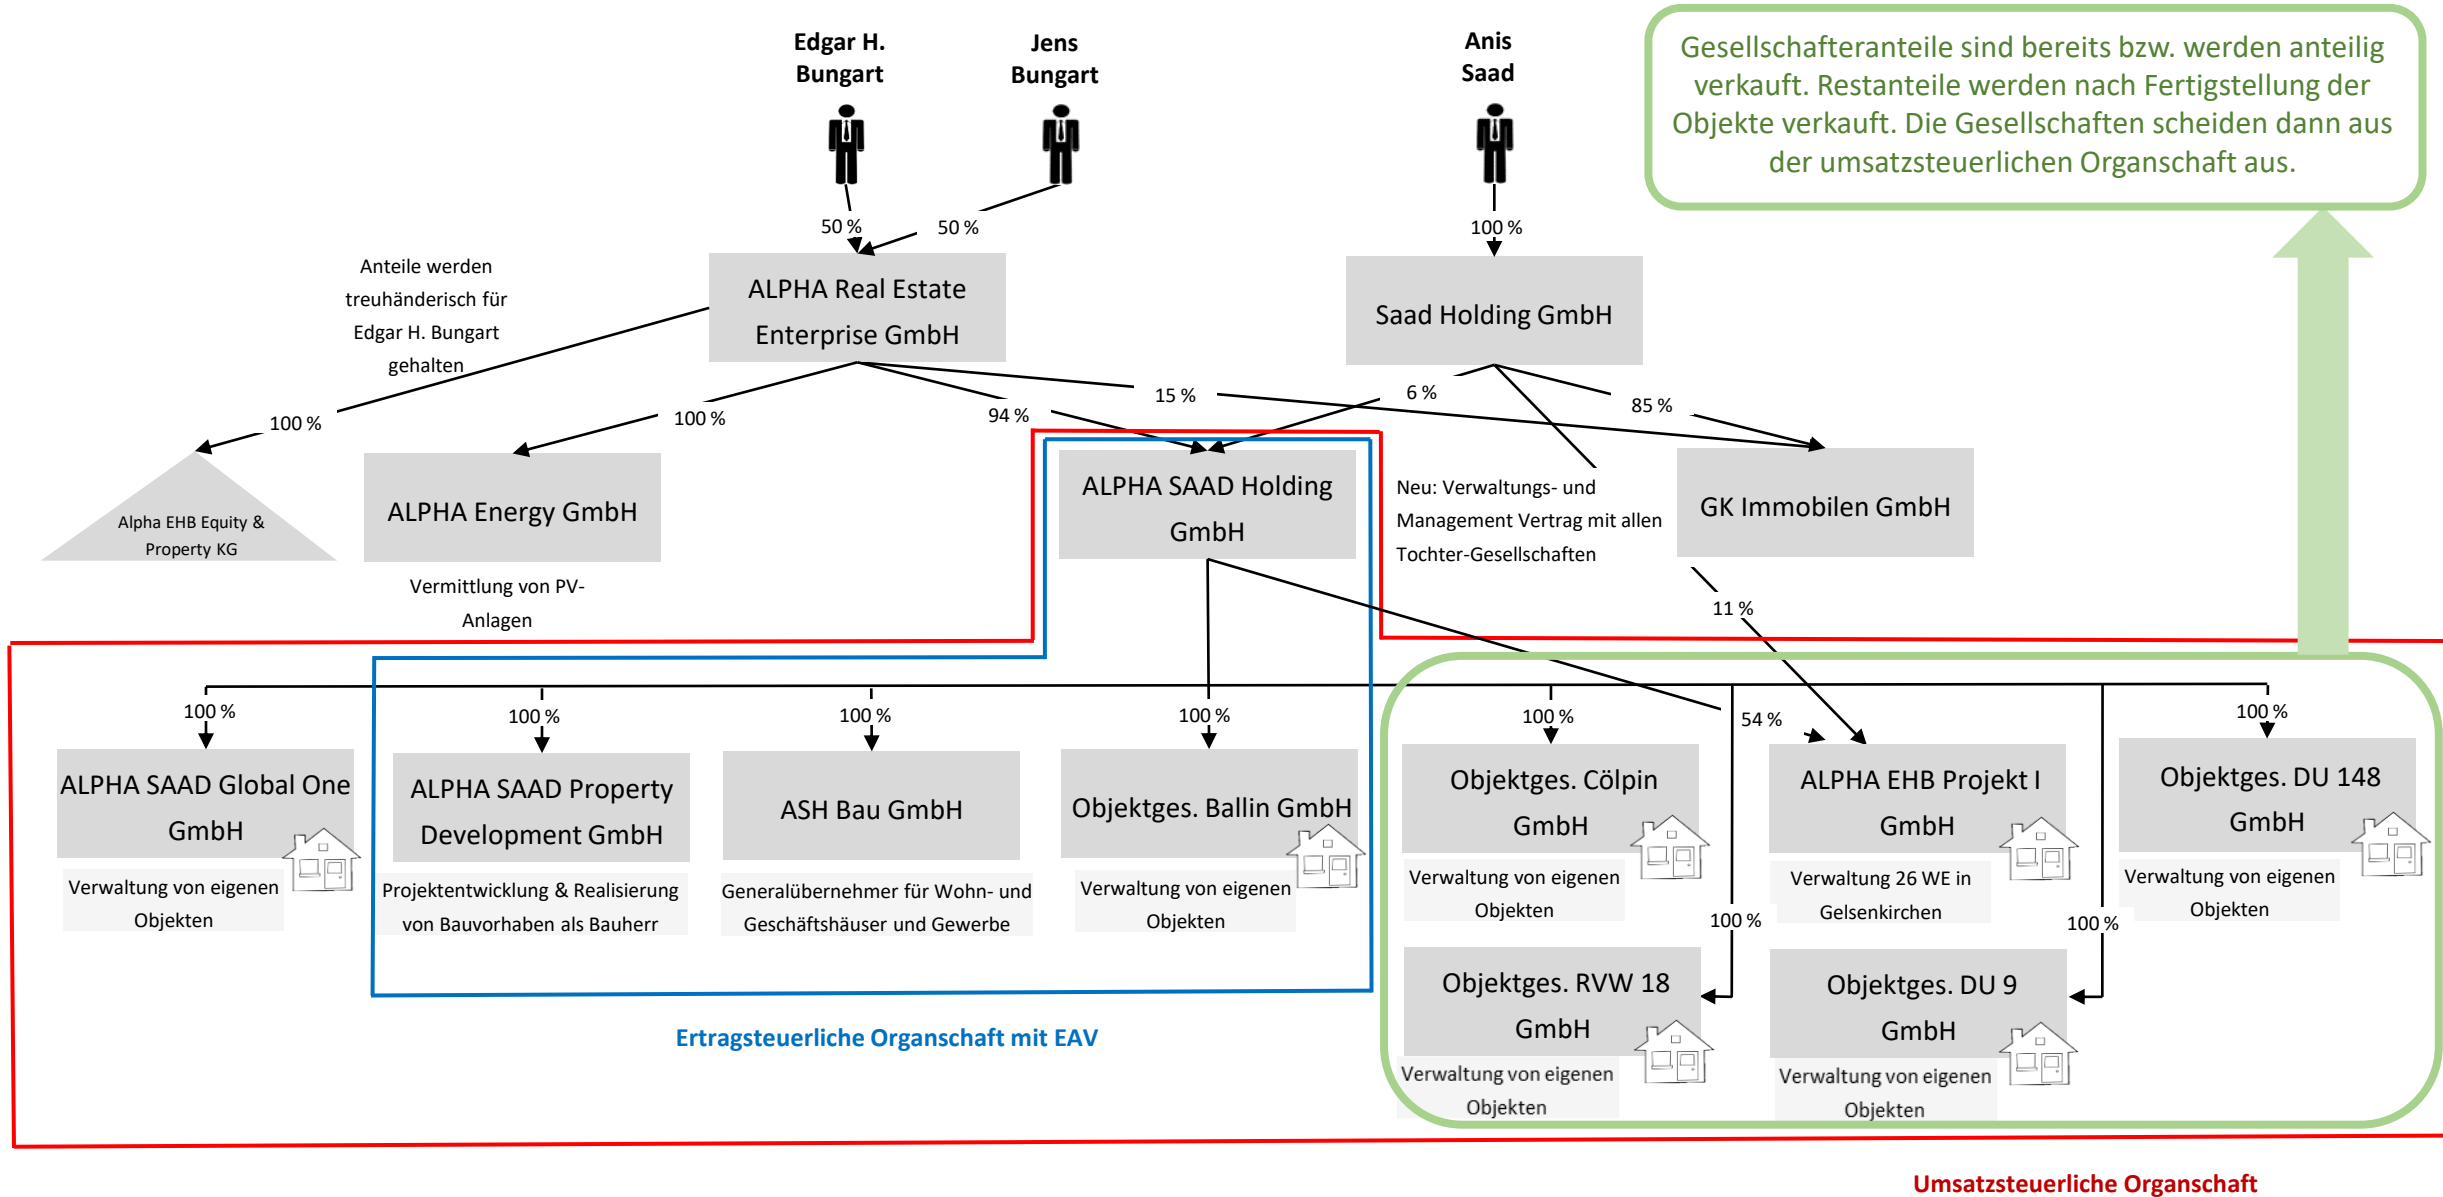 Edgar H.
Bungart
Jens
Bungart
Anis
Saad
Gesellschafteranteile sind bereits bzw. werden anteilig
verkauft. Restanteile werden nach Fertigstellung der
Objekte verkauft. Die Gesellschaften scheiden dann aus
der umsatzsteuerlichen Organschaft aus.
50 %
50 %
100 %
Anteile werden
treuhänderisch für
Edgar H. Bungart
gehalten
ALPHA Real Estate
Enterprise GmbH
Saad Holding GmbH
100 %
100 %
94 %
15 %
6 %
85 %
Alpha EHB Equity &
Property KG
ALPHA Energy GmbH
Vermittlung von PV-
Anlagen
ALPHA SAAD Holding
GmbH
Neu: Verwaltungs- und
Management Vertrag mit allen
Tochter-Gesellschaften
GK Immobilen GmbH
11 %
100 %
100 %
100 %
100 %
100 %
54 %
100 %
ALPHA SAAD Global One
GmbH
Verwaltung von eigenen
Objekten
ALPHA SAAD Property
Development GmbH
Projektentwicklung & Realisierung
von Bauvorhaben als Bauherr
ASH Bau GmbH
Generalübernehmer für Wohn- und
Geschäftshäuser und Gewerbe
Objektges. Ballin GmbH
Verwaltung von eigenen
Objekten
Objektges. Cölpin
GmbH
Verwaltung von eigenen
Objekten
ALPHA EHB Projekt I
GmbH
Verwaltung 26 WE in
Gelsenkirchen
Objektges. DU 148
GmbH
Verwaltung von eigenen
Objekten
100 %
100 %
Objektges. RVW 18
GmbH
Verwaltung von eigenen
Objekten
Objektges. DU 9
GmbH
Verwaltung von eigenen
Objekten
Ertragsteuerliche Organschaft mit EAV
Umsatzsteuerliche Organschaft